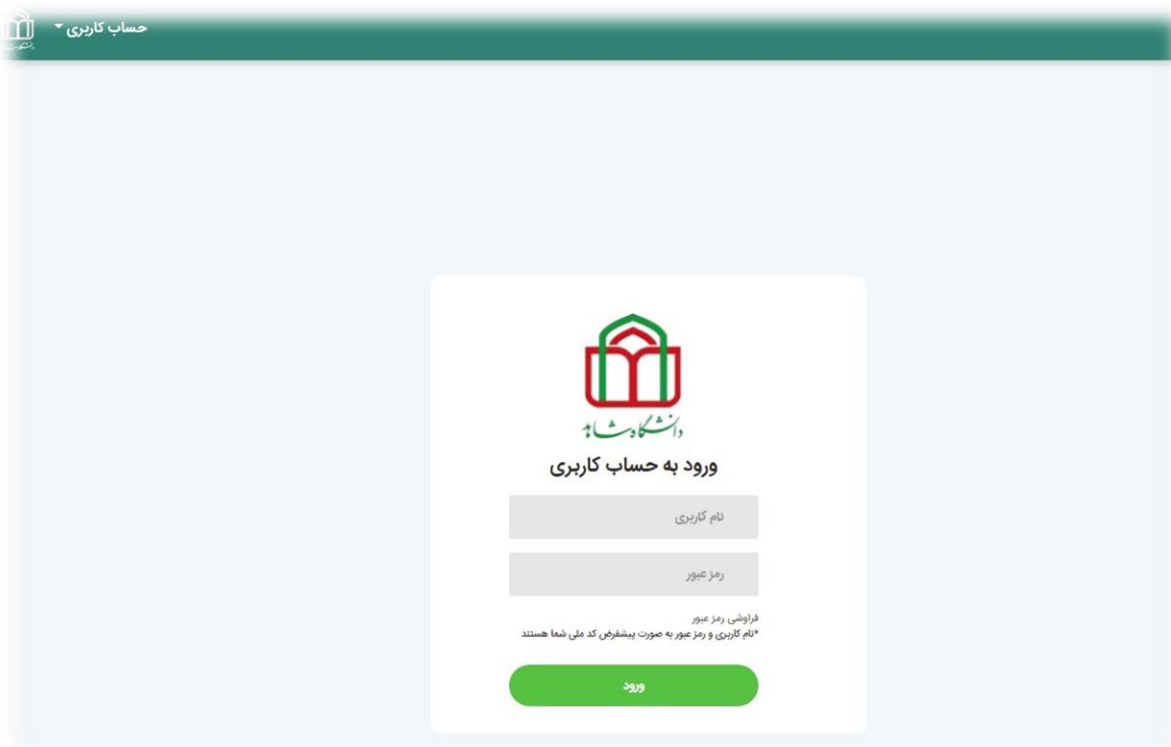 حساب کاربری
دانشگاه شاهد
ورود به حساب کاربری
نام کاربری
رمز عبور
فراوشی رمز عبور
*نام کاربری و رمز عبور به صورت پیشفرض کد ملی شما هستند
ورود